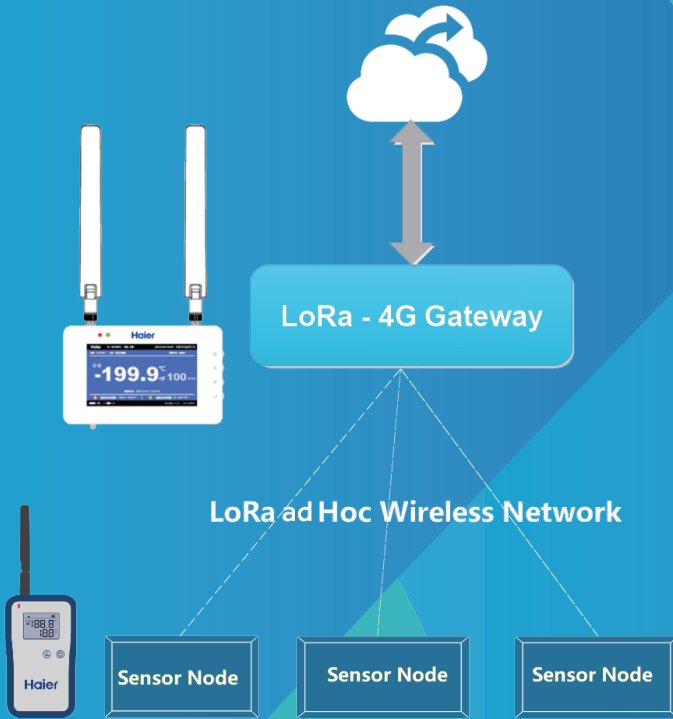 LoRa - 4G Gateway
Haier
Haier
-199.9℃
100
LoRa ad Hoc Wireless Network
188.8
188
Haier
Sensor Node
Sensor Node
Sensor Node